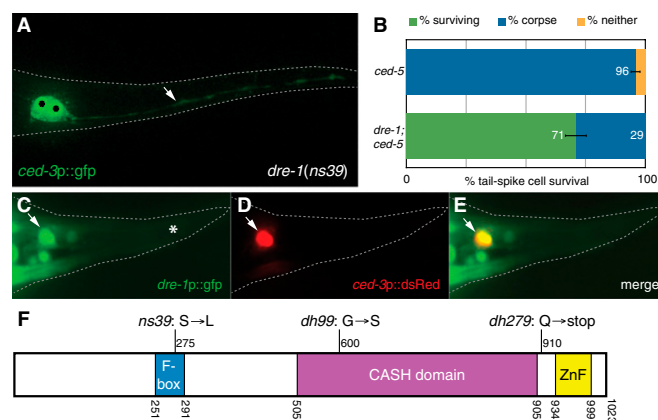 A
ced-3p::gfp
dre-1(ns39)
B
% surviving % corpse % neither
ced-5
96
dre-1;
ced-5
71 29
0 100
% tail-spike cell survival
C
*
dre-1p::gfp
D
ced-3p::dsRed
E
merge
F
ns39: S→L dh99: G→S dh279: Q→stop
275 600 910
F-
box
CASH domain
ZnF
251 291 505 905 934 999 1023